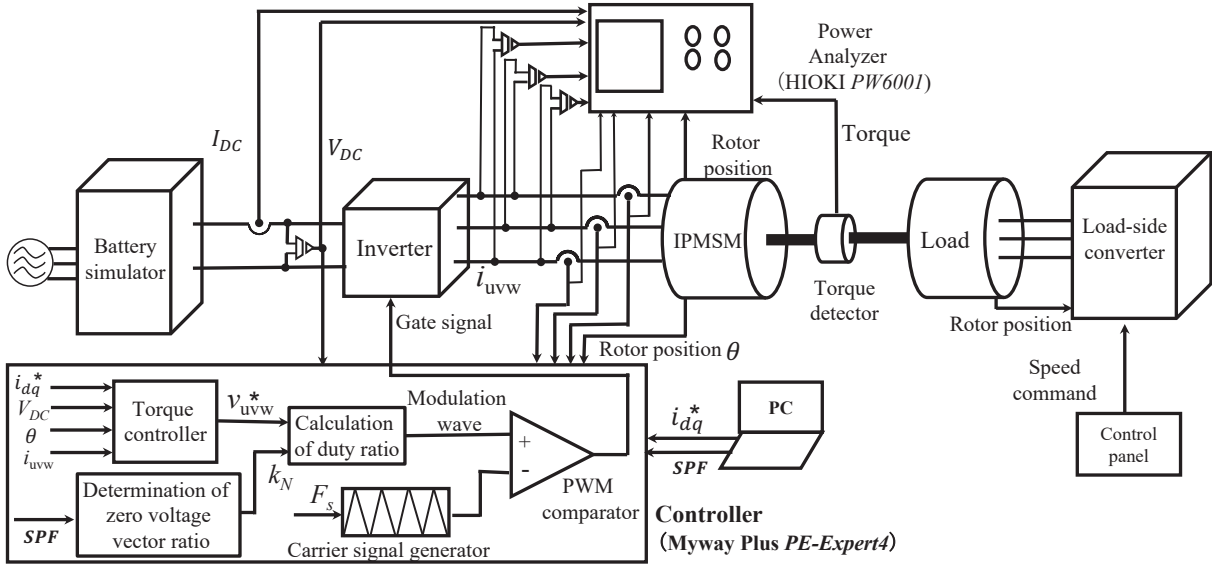 Power
Analyzer
(HIOKI PW6001)
I_DC
V_DC
Torque
Rotor
position
Battery
simulator
Inverter
IPMSM
Load
Load-side
converter
i_uvw
Torque
detector
Gate signal
Rotor position θ
Rotor position
Speed
command
Control
panel
i_dq*
V_DC
θ
i_uvw
Torque
controller
v_uvw*
Calculation
of duty ratio
Modulation
wave
+
-
PWM
comparator
SPF
Determination of
zero voltage
vector ratio
k_N
F_s
Carrier signal generator
i_dq*
SPF
PC
Controller
(Myway Plus PE-Expert4)